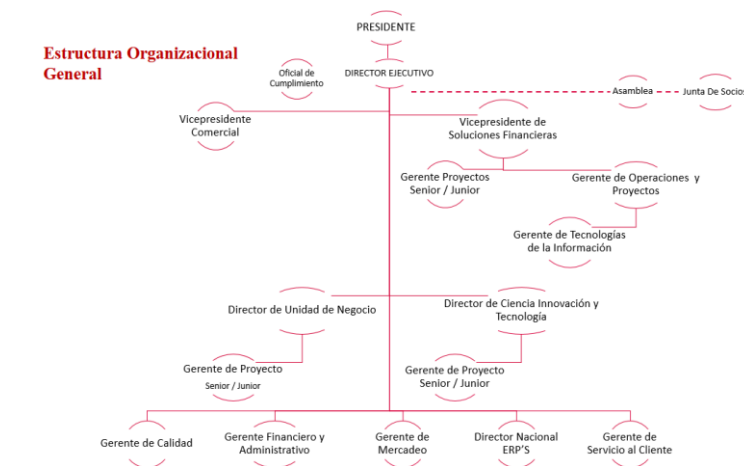 Estructura Organizacional
General
PRESIDENTE
Oficial de
Cumplimiento
DIRECTOR EJECUTIVO
Asamblea
Junta De Socios
Vicepresidente
Comercial
Vicepresidente de
Soluciones Financieras
Gerente Proyectos
Senior / Junior
Gerente de Operaciones y
Proyectos
Gerente de Tecnologías
de la Información
Director de Unidad de Negocio
Director de Ciencia Innovación y
Tecnología
Gerente de Proyecto
Senior / Junior
Gerente de Proyecto
Senior / Junior
Gerente de Calidad
Gerente Financiero y
Administrativo
Gerente de
Mercadeo
Director Nacional
ERP'S
Gerente de
Servicio al Cliente